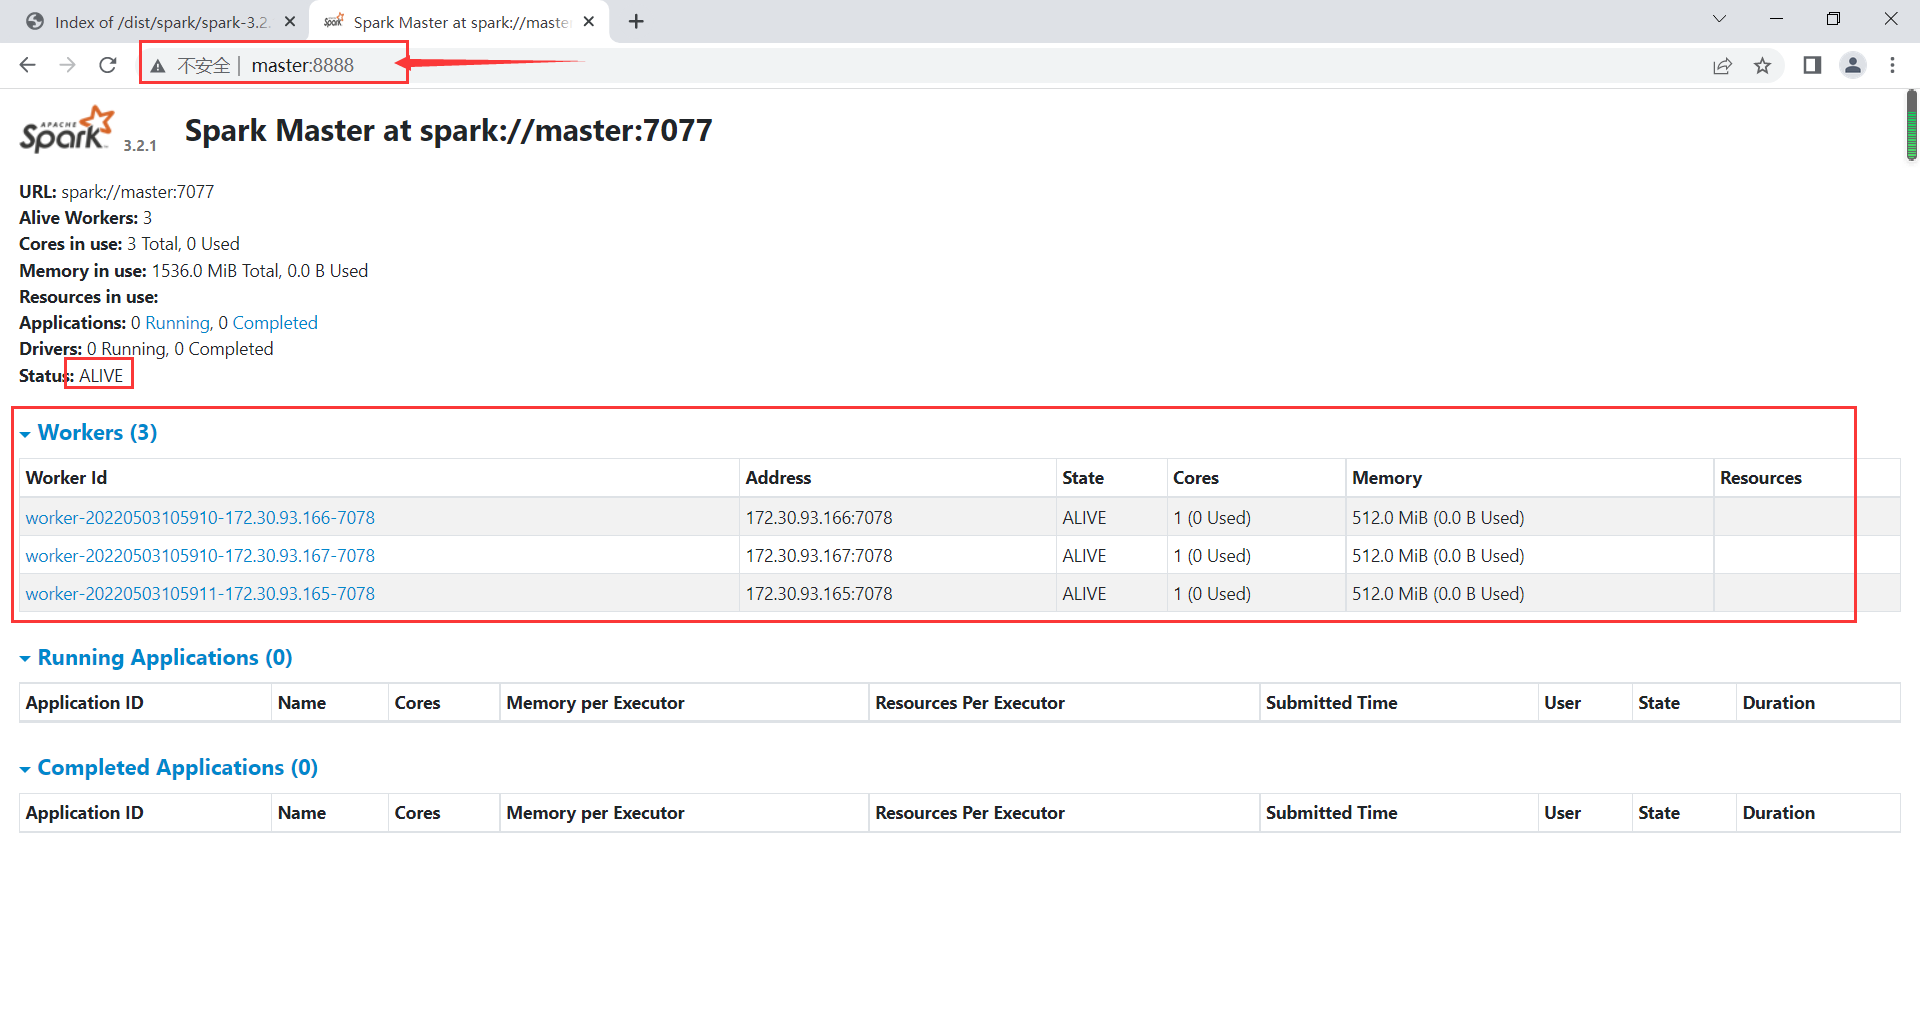 Index of /dist/spark/spark-3.2.
Spark Master at spark://maste
不安全 | master:8888
APACHE
Spark 3.2.1
Spark Master at spark://master:7077
URL: spark://master:7077
Alive Workers: 3
Cores in use: 3 Total, 0 Used
Memory in use: 1536.0 MiB Total, 0.0 B Used
Resources in use:
Applications: 0 Running, 0 Completed
Drivers: 0 Running, 0 Completed
Status: ALIVE
Workers (3)
Worker Id Address State Cores Memory Resources
worker-20220503105910-172.30.93.166-7078 172.30.93.166:7078 ALIVE 1 (0 Used) 512.0 MiB (0.0 B Used)
worker-20220503105910-172.30.93.167-7078 172.30.93.167:7078 ALIVE 1 (0 Used) 512.0 MiB (0.0 B Used)
worker-20220503105911-172.30.93.165-7078 172.30.93.165:7078 ALIVE 1 (0 Used) 512.0 MiB (0.0 B Used)
Running Applications (0)
Application ID Name Cores Memory per Executor Resources Per Executor Submitted Time User State Duration
Completed Applications (0)
Application ID Name Cores Memory per Executor Resources Per Executor Submitted Time User State Duration